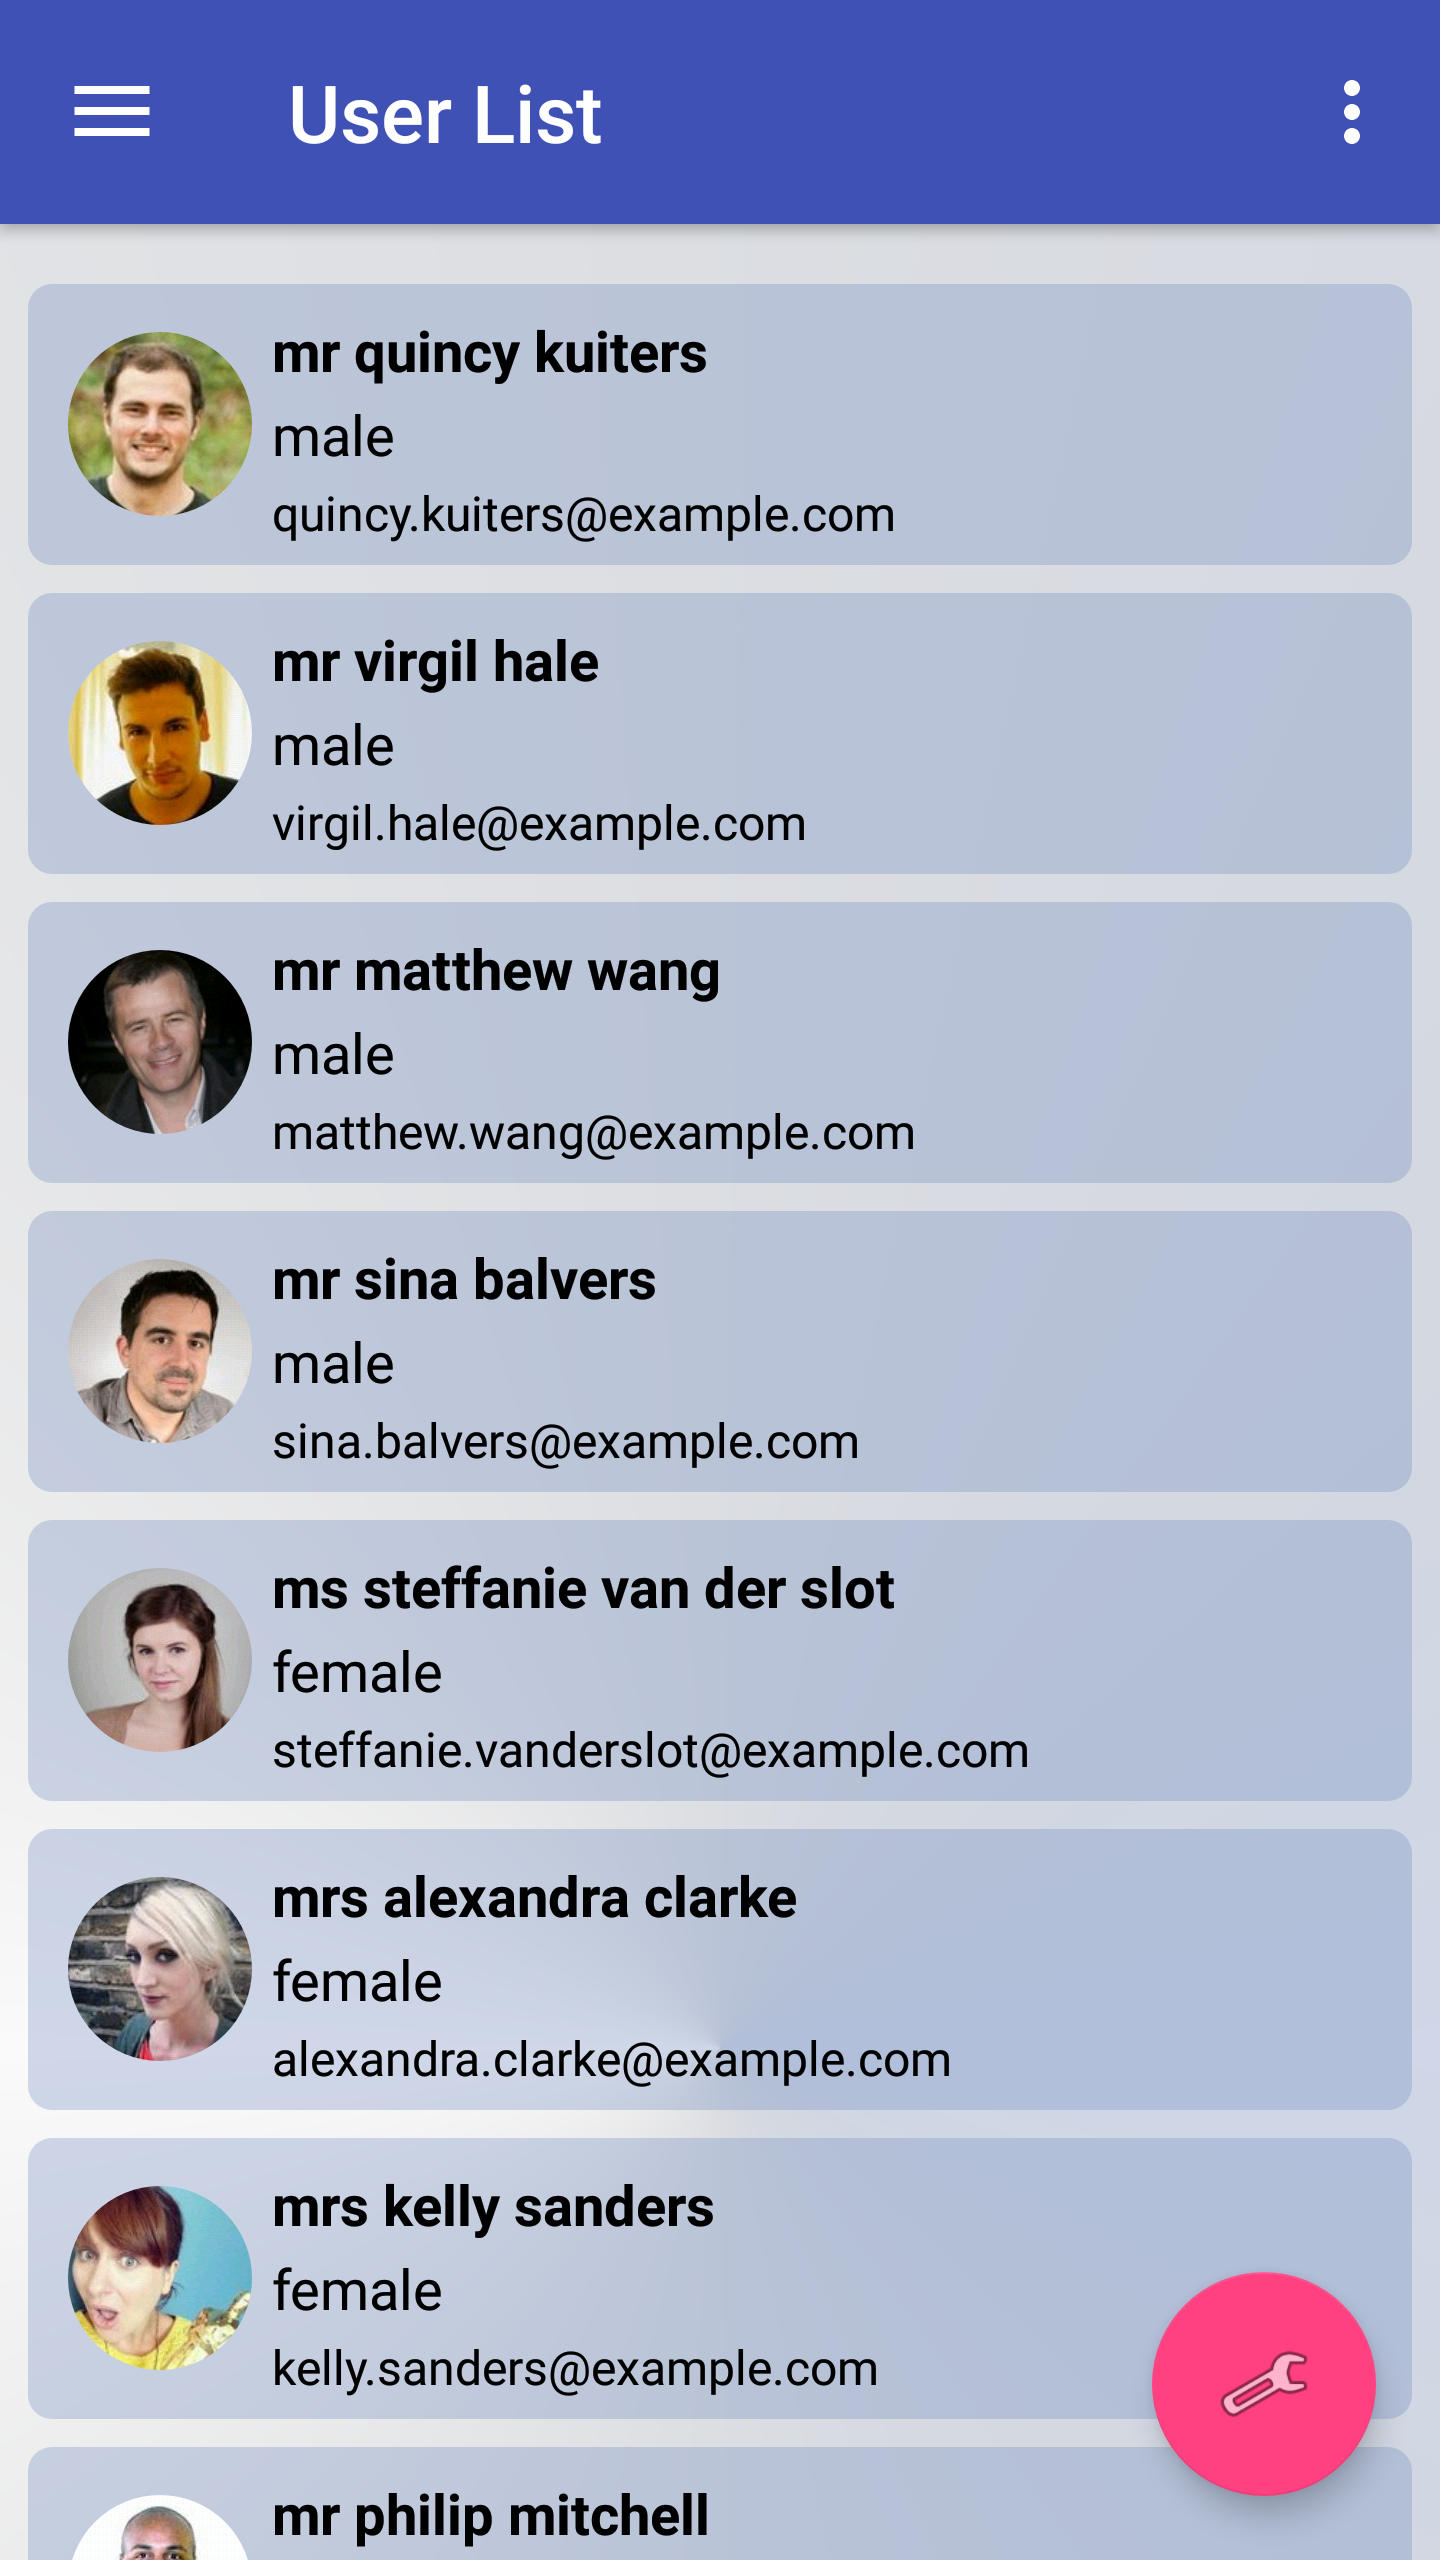 User List
mr quincy kuiters
male
quincy.kuiters@example.com
mr virgil hale
male
virgil.hale@example.com
mr matthew wang
male
matthew.wang@example.com
mr sina balvers
male
sina.balvers@example.com
ms steffanie van der slot
female
steffanie.vanderslot@example.com
mrs alexandra clarke
female
alexandra.clarke@example.com
mrs kelly sanders
female
kelly.sanders@example.com
mr philip mitchell